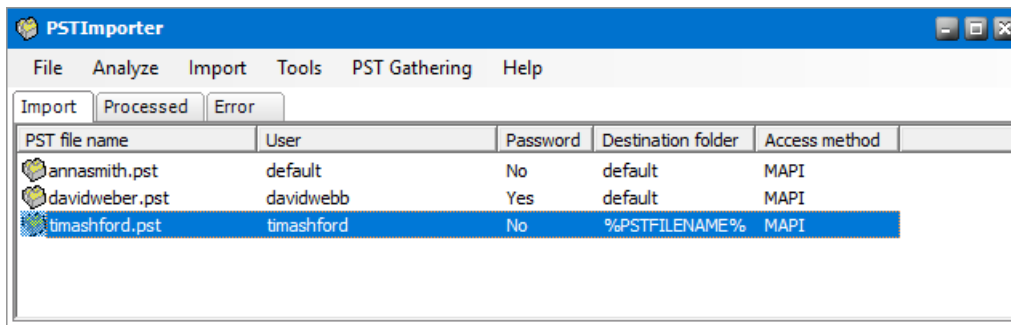 PSTImporter
File Analyze Import Tools PST Gathering Help
Import Processed Error
PST file name User Password Destination folder Access method
annasmith.pst default No default MAPI
davidweber.pst davidwebb Yes default MAPI
timashford.pst timashford No %PSTFILENAME% MAPI